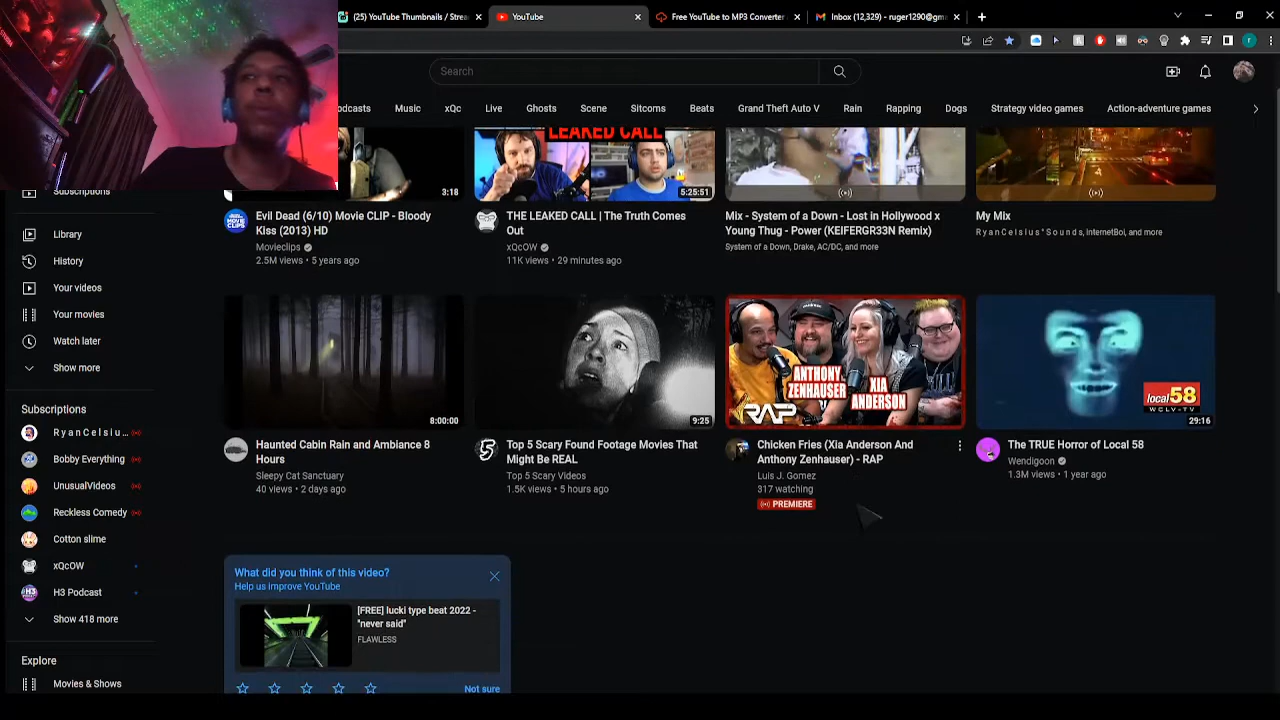 (25) YouTube Thumbnails / Strea
YouTube
Free YouTube to MP3 Converter
Inbox (12,329) - ruger1290@gm
Search
odcasts
Music
xQc
Live
Ghosts
Scene
Sitcoms
Beats
Grand Theft Auto V
Rain
Rapping
Dogs
Strategy video games
Action-adventure games
LEAKED CALL
3:18
5:25:51
Evil Dead (6/10) Movie CLIP - Bloody
Kiss (2013) HD
Movieclips
2.5M views • 5 years ago
THE LEAKED CALL | The Truth Comes
Out
xQcOW
11K views • 29 minutes ago
Mix - System of a Down - Lost in Hollywood x
Young Thug - Power (KEIFERGR33N Remix)
System of a Down, Drake, AC/DC, and more
My Mix
R y a n C e l s i u s ° S o u n d s, InternetBoi, and more
Subscriptions
Library
History
Your videos
Your movies
Watch later
Show more
Subscriptions
R y a n C e l s i u...
Bobby Everything
UnusualVideos
Reckless Comedy
Cotton slime
xQcOW
H3 Podcast
Show 418 more
Explore
Movies & Shows
8:00:00
9:25
ANTHONY
ZENHAUSER
XIA
ANDERSON
RAP
local 58
WCLV-TV
29:16
Haunted Cabin Rain and Ambiance 8
Hours
Sleepy Cat Sanctuary
40 views • 2 days ago
Top 5 Scary Found Footage Movies That
Might Be REAL
Top 5 Scary Videos
1.5K views • 5 hours ago
Chicken Fries (Xia Anderson And
Anthony Zenhauser) - RAP
Luis J. Gomez
317 watching
PREMIERE
The TRUE Horror of Local 58
Wendigoon
1.3M views • 1 year ago
What did you think of this video?
Help us improve YouTube
[FREE] lucki type beat 2022 -
"never said"
FLAWLESS
Not sure